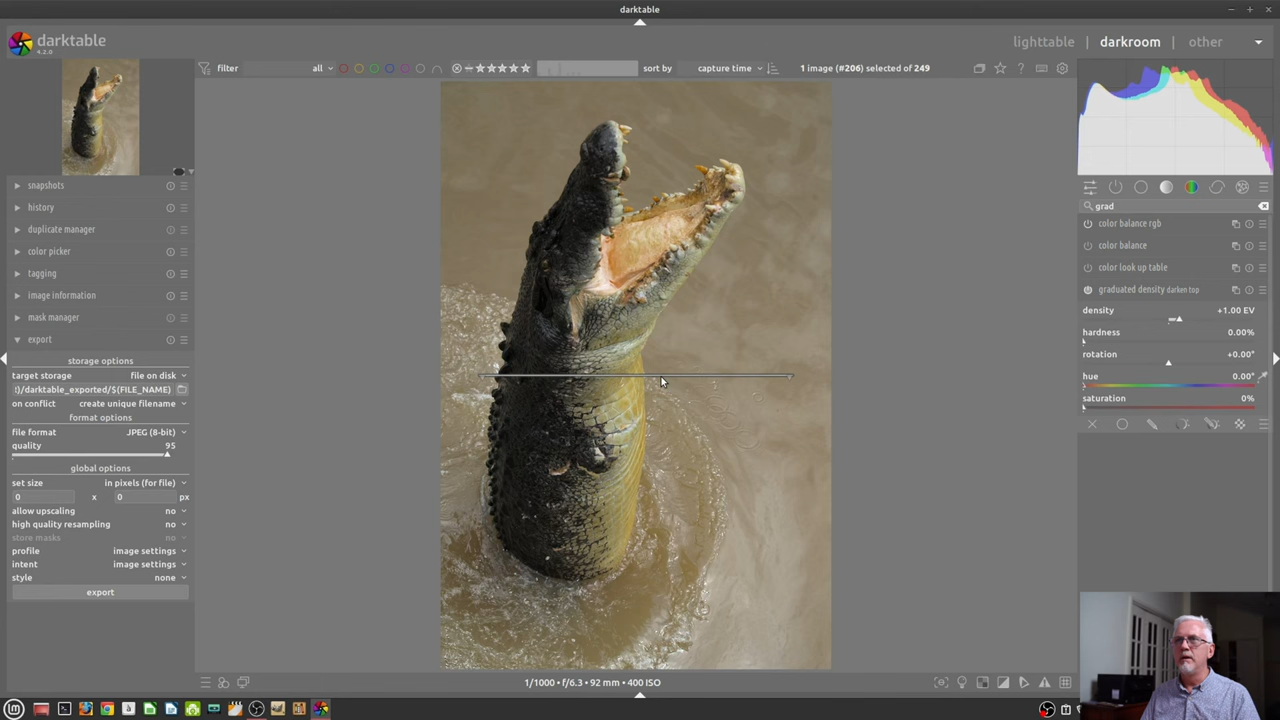 darktable
darktable
4.2.0
lighttable | darkroom | other
filter all sort by capture time 1 image (#206) selected of 249
snapshots
history
duplicate manager
color picker
tagging
image information
mask manager
export
storage options
target storage file on disk
!)/darktable_exported/$(FILE_NAME)
on conflict create unique filename
format options
file format JPEG (8-bit)
quality 95
global options
set size in pixels (for file)
0 x 0 px
allow upscaling no
high quality resampling no
store masks no
profile image settings
intent image settings
style none
export
grad
color balance rgb
color balance
color look up table
graduated density darken top
density +1.00 EV
hardness 0.00%
rotation +0.00°
hue 0.00°
saturation 0%
1/1000 • f/6.3 • 92 mm • 400 ISO